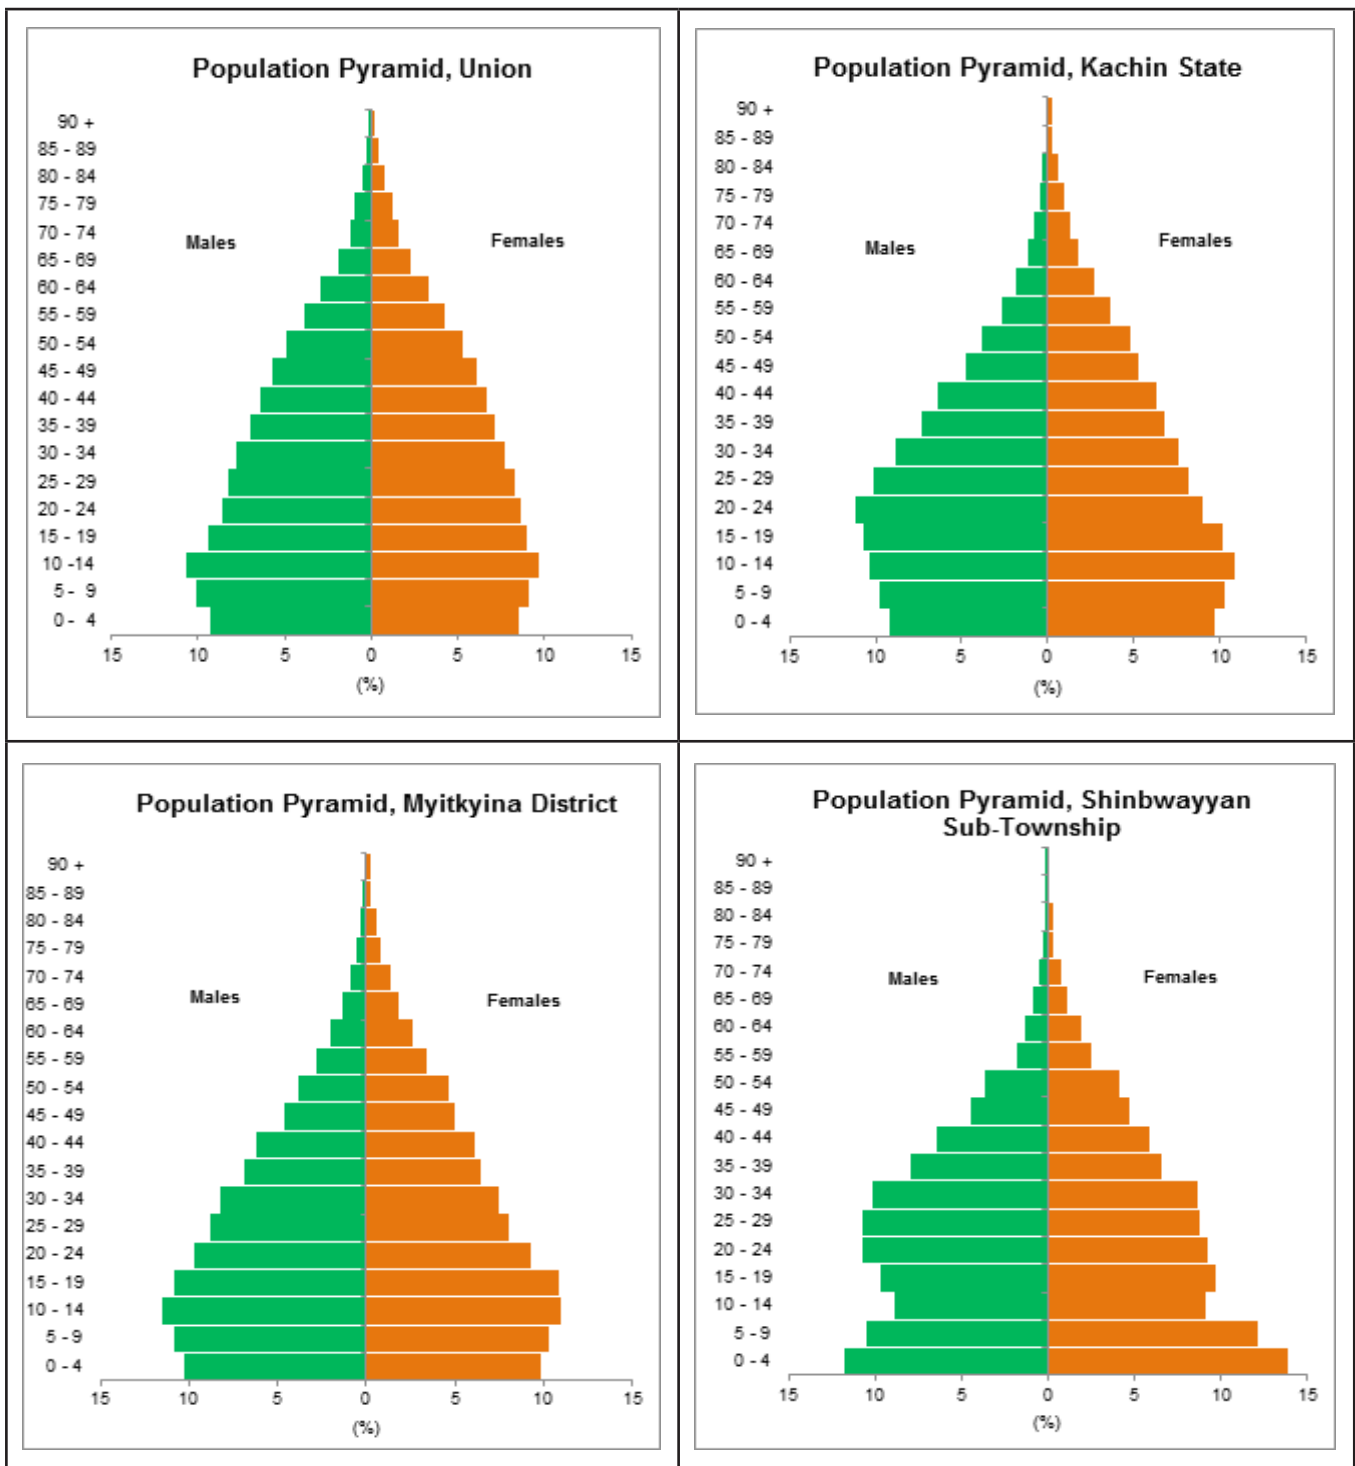 Population Pyramid, Union
90 +
85 - 89
80 - 84
75 - 79
70 - 74
65 - 69
60 - 64
55 - 59
50 - 54
45 - 49
40 - 44
35 - 39
30 - 34
25 - 29
20 - 24
15 - 19
10 -14
5 - 9
0 - 4
Males
Females
15 10 5 0 5 10 15
(%)
Population Pyramid, Kachin State
90 +
85 - 89
80 - 84
75 - 79
70 - 74
65 - 69
60 - 64
55 - 59
50 - 54
45 - 49
40 - 44
35 - 39
30 - 34
25 - 29
20 - 24
15 - 19
10 - 14
5 - 9
0 - 4
Males
Females
15 10 5 0 5 10 15
(%)
Population Pyramid, Myitkyina District
90 +
85 - 89
80 - 84
75 - 79
70 - 74
65 - 69
60 - 64
55 - 59
50 - 54
45 - 49
40 - 44
35 - 39
30 - 34
25 - 29
20 - 24
15 - 19
10 - 14
5 - 9
0 - 4
Males
Females
15 10 5 0 5 10 15
(%)
Population Pyramid, Shinbwayyan
Sub-Township
90 +
85 - 89
80 - 84
75 - 79
70 - 74
65 - 69
60 - 64
55 - 59
50 - 54
45 - 49
40 - 44
35 - 39
30 - 34
25 - 29
20 - 24
15 - 19
10 - 14
5 - 9
0 - 4
Males
Females
15 10 5 0 5 10 15
(%)